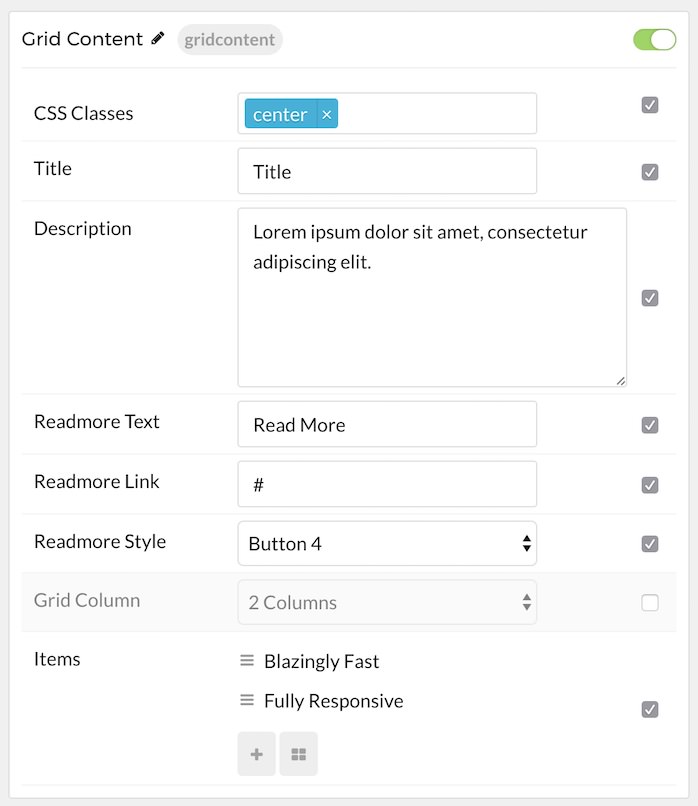 Grid Content gridcontent
CSS Classes center ×
Title Title
Description Lorem ipsum dolor sit amet, consectetur
adipiscing elit.
Readmore Text Read More
Readmore Link #
Readmore Style Button 4
Grid Column 2 Columns
Items Blazingly Fast
Fully Responsive